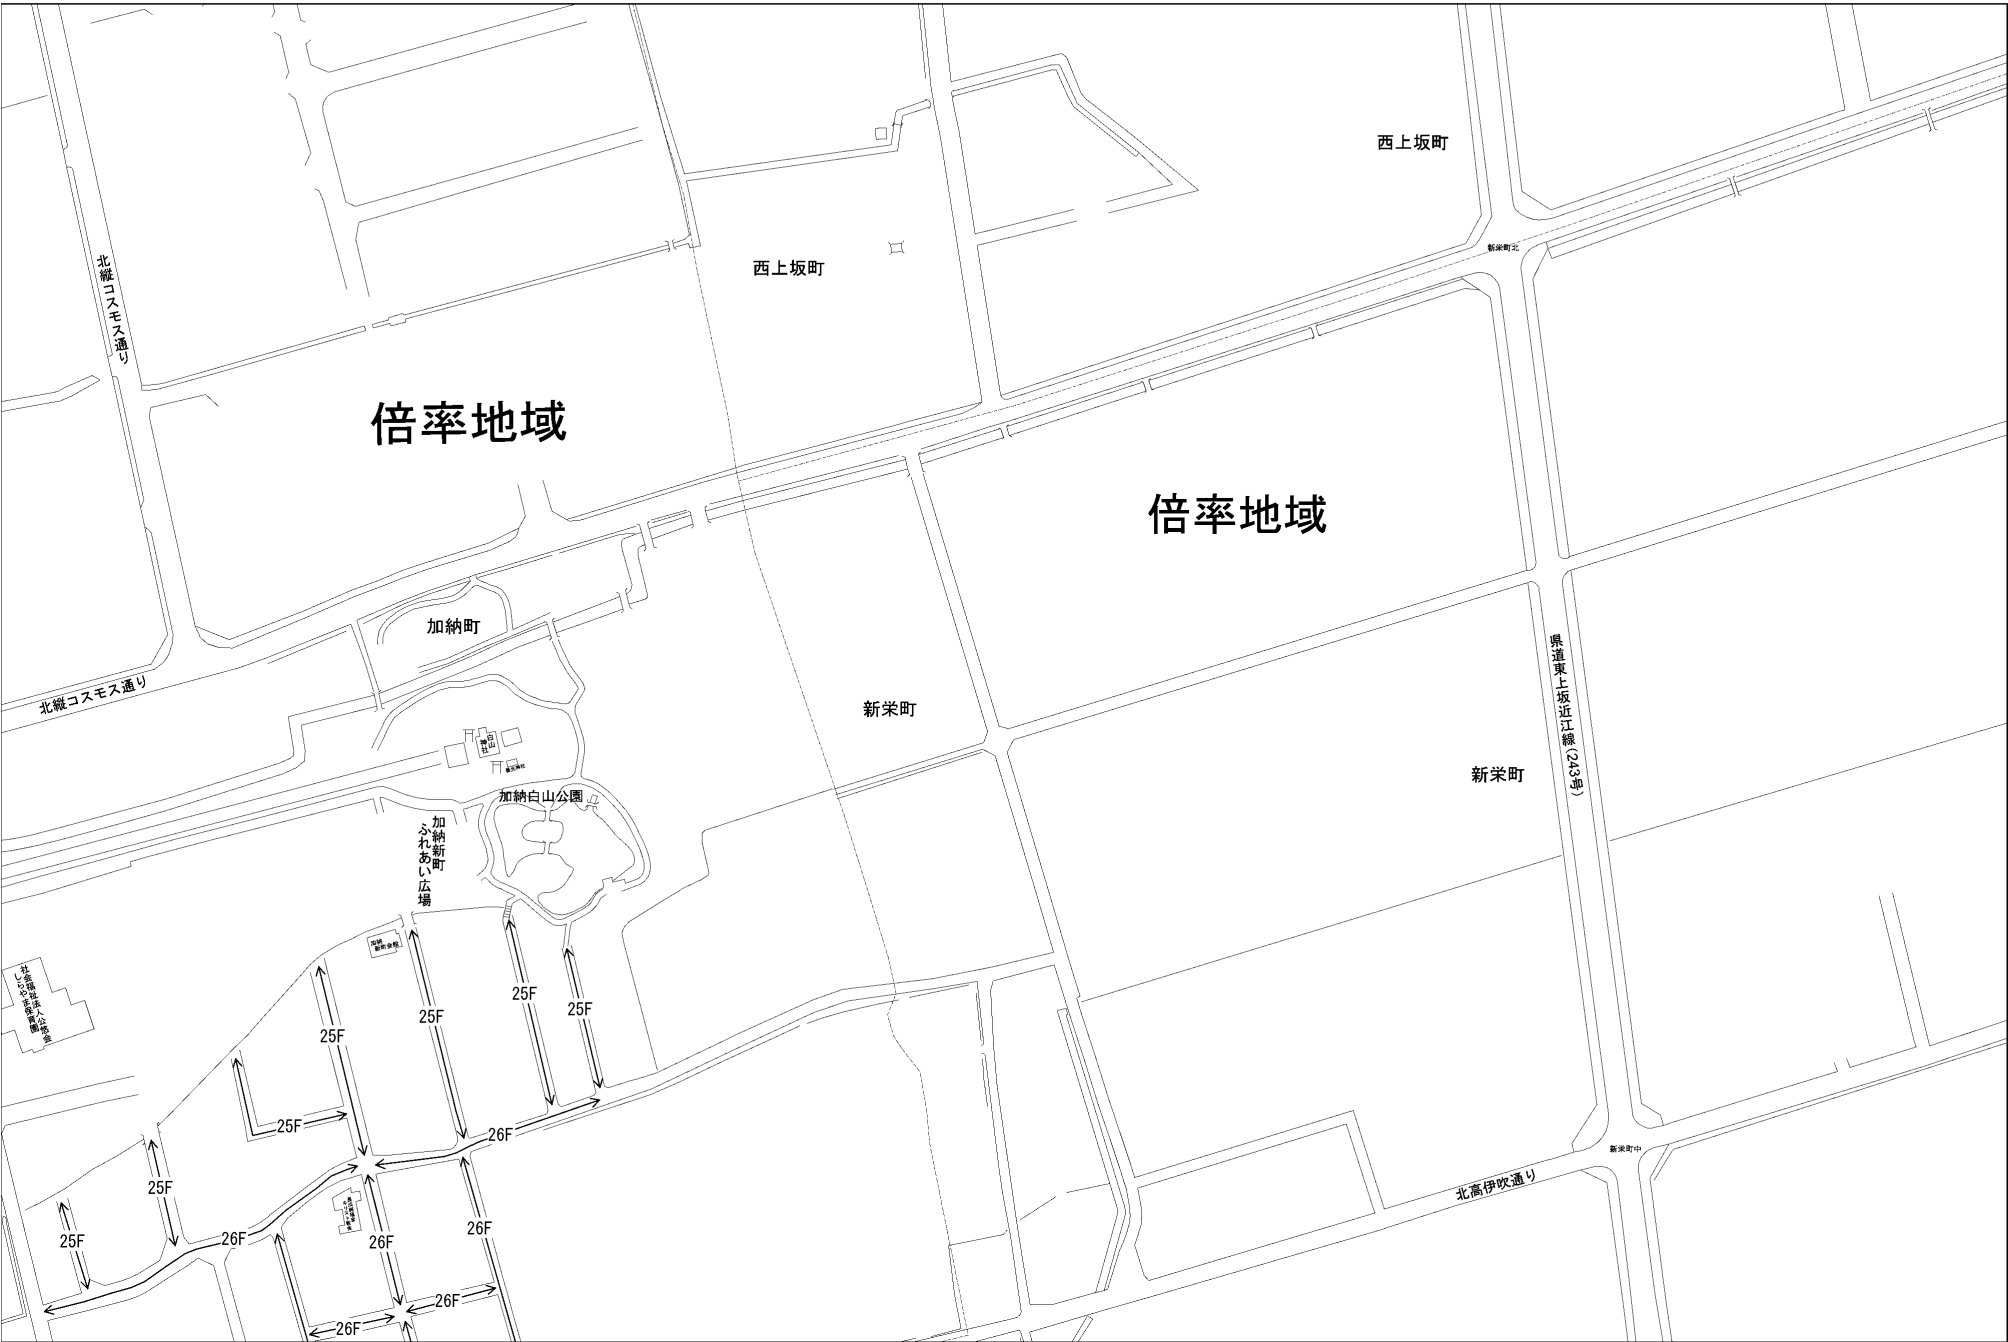 西上坂町
新栄町北
西上坂町
北縦コスモス通り
倍率地域
倍率地域
加納町
県道東上坂近江線(243号)
北縦コスモス通り
新栄町
白山
神社
新栄町
加納白山公園
加納新町
ふれあい広場
加納
新町会館
社会福祉法人公悠会
しらやま保育園
25F
25F
25F
25F
25F
26F
25F
26F
25F
26F
26F
26F
26F
新栄町中
北高伊吹通り